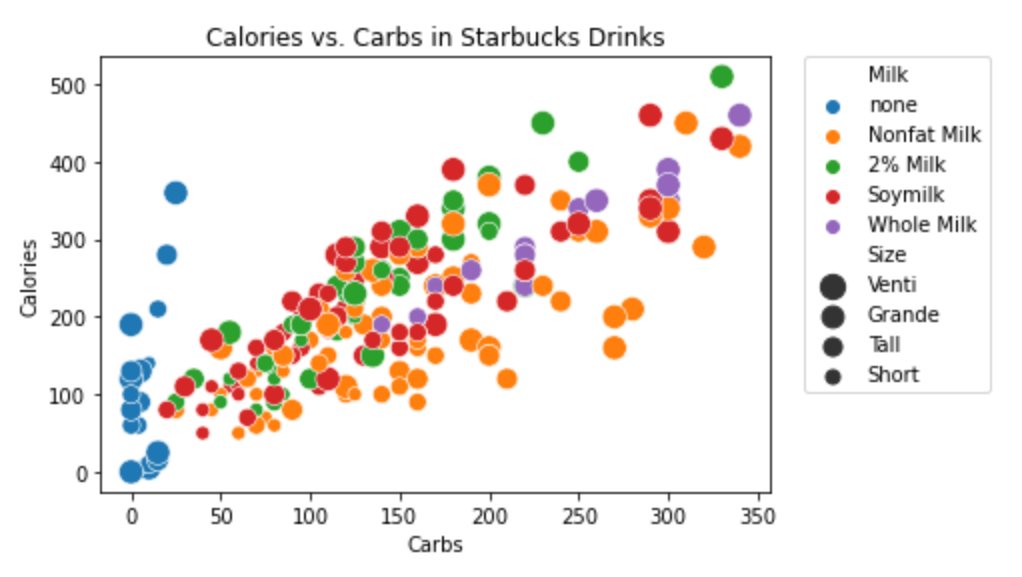 Calories vs. Carbs in Starbucks Drinks
Calories
500
400
300
200
100
0
0 50 100 150 200 250 300 350
Carbs
Milk
none
Nonfat Milk
2% Milk
Soymilk
Whole Milk
Size
Venti
Grande
Tall
Short